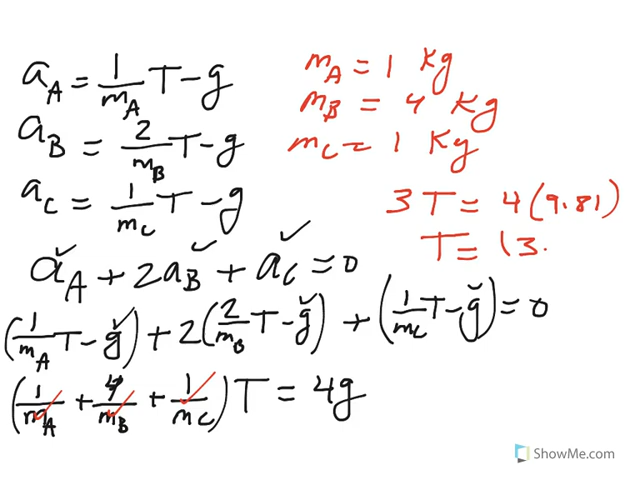 a_A = 1/m_A T - g
a_B = 2/m_B T - g
a_C = 1/m_C T - g
a_A + 2a_B + a_C = 0
(1/m_A T - g) + 2(2/m_B T - g) + (1/m_C T - g) = 0
(1/m_A + 4/m_B + 1/m_C) T = 4g
m_A = 1 Kg
m_B = 4 Kg
m_C = 1 Kg
3T = 4(9.81)
T = 13.
ShowMe.com